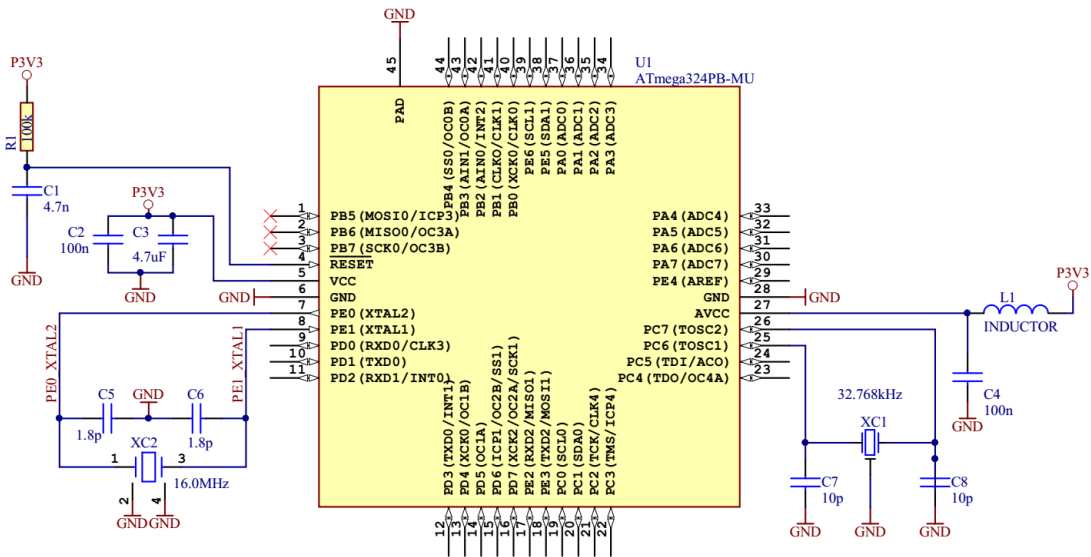 GND
P3V3
R1
100k
C1
4.7n
GND
P3V3
C2
100n
C3
4.7uF
GND
GND
U1
ATmega324PB-MU
45
PAD
44
43
42
41
40
39
38
37
36
35
34
PB4 (SS0/OC0B)
PB3 (AIN1/OC0A)
PB2 (AIN0/INT2)
PB1 (CLKO/CLK1)
PB0 (XCK0/CLK0)
PE6 (SCL1)
PE5 (SDA1)
PA0 (ADC0)
PA1 (ADC1)
PA2 (ADC2)
PA3 (ADC3)
1 PB5 (MOSI0/ICP3)
2 PB6 (MISO0/OC3A)
3 PB7 (SCK0/OC3B)
4 RESET
5 VCC
6 GND
7 PE0 (XTAL2)
8 PE1 (XTAL1)
9 PD0 (RXD0/CLK3)
10 PD1 (TXD0)
11 PD2 (RXD1/INT0)
PA4 (ADC4) 33
PA5 (ADC5) 32
PA6 (ADC6) 31
PA7 (ADC7) 30
PE4 (AREF) 29
GND 28
AVCC 27
PC7 (TOSC2) 26
PC6 (TOSC1) 25
PC5 (TDI/ACO) 24
PC4 (TDO/OC4A) 23
PD3 (TXD0/INT1)
PD4 (XCK0/OC1B)
PD5 (OC1A)
PD6 (ICP1/OC2B/SS1)
PD7 (XCK2/OC2A/SCK1)
PE2 (RXD2/MISO1)
PE3 (TXD2/MOSI1)
PC0 (SCL0)
PC1 (SDA0)
PC2 (TCK/CLK4)
PC3 (TMS/ICP4)
12
13
14
15
16
17
18
19
20
21
22
PE0_XTAL2
PE1_XTAL1
C5
1.8p
GND
C6
1.8p
XC2
1
3
16.0MHz
2
4
GND
GND
GND
P3V3
L1
INDUCTOR
C4
100n
GND
32.768kHz
XC1
C7
10p
C8
10p
GND
GND
GND